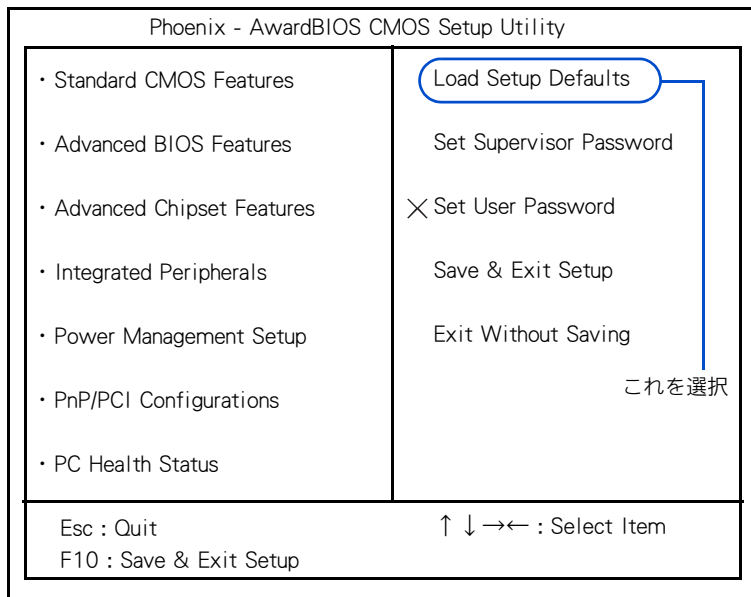 Phoenix - AwardBIOS CMOS Setup Utility
・Standard CMOS Features
・Advanced BIOS Features
・Advanced Chipset Features
・Integrated Peripherals
・Power Management Setup
・PnP/PCI Configurations
・PC Health Status
Load Setup Defaults
Set Supervisor Password
×Set User Password
Save & Exit Setup
Exit Without Saving
これを選択
Esc : Quit
F10 : Save & Exit Setup
↑ ↓ →← : Select Item